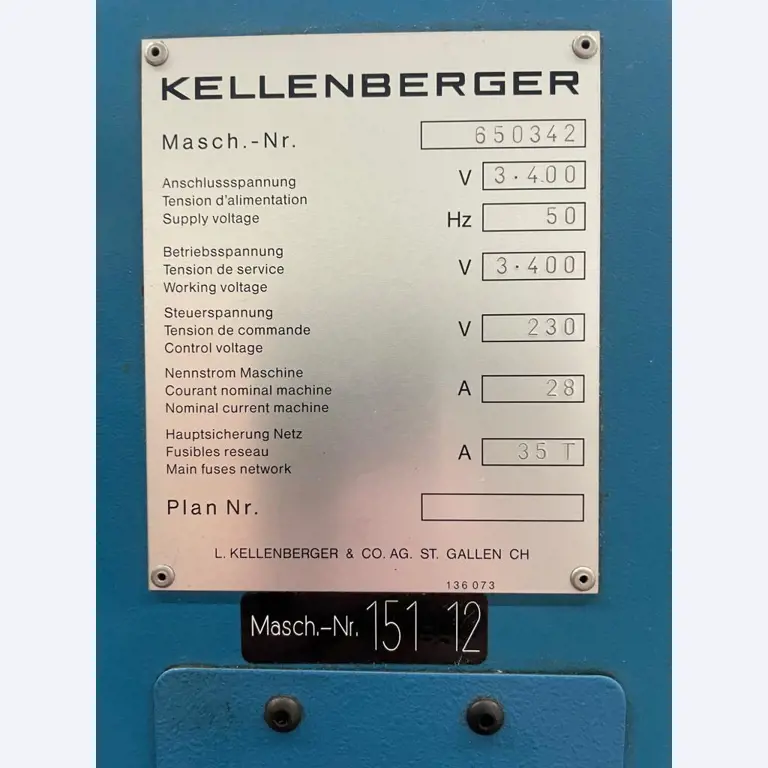 KELLENBERGER
Masch.-Nr. 650342
Anschlussspannung V 3·400
Tension d'alimentation
Supply voltage Hz 50
Betriebsspannung
Tension de service V 3·400
Working voltage
Steuerspannung
Tension de commande V 230
Control voltage
Nennstrom Maschine
Courant nominal machine A 28
Nominal current machine
Hauptsicherung Netz
Fusibles reseau A 35 T
Main fuses network
Plan Nr.
L. KELLENBERGER & CO. AG. ST. GALLEN CH
136 073
Masch.-Nr. 151 12